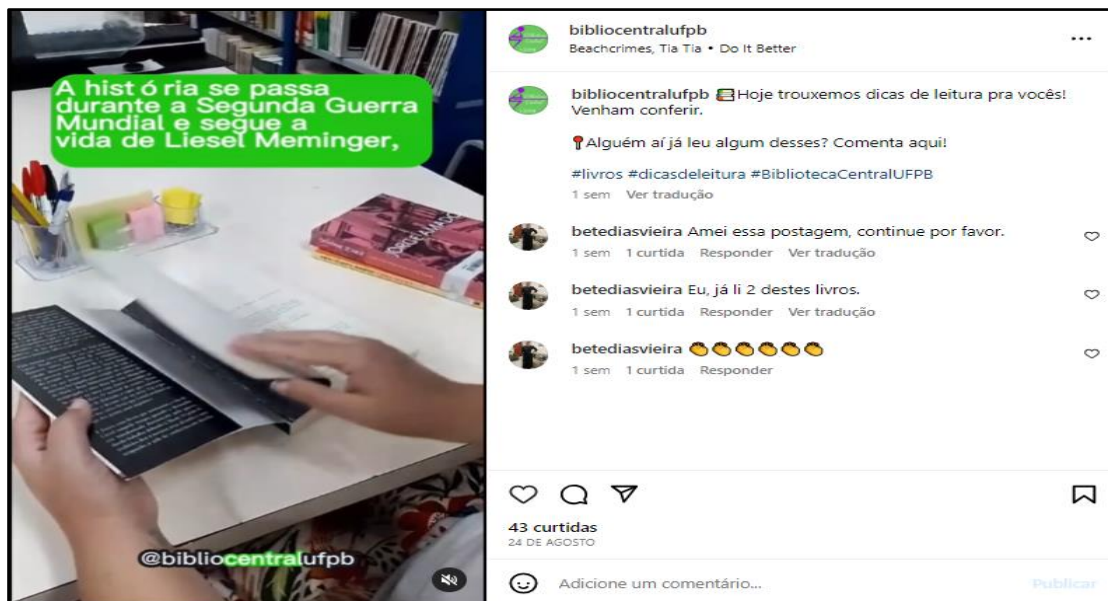 A hist ó ria se passa
durante a Segunda Guerra
Mundial e segue a
vida de Liesel Meminger,
JORGE AMADO
@bibliocentralufpb
bibliocentralufpb
Beachcrimes, Tia Tia • Do It Better
bibliocentralufpb Hoje trouxemos dicas de leitura pra vocês!
Venham conferir.
Alguém aí já leu algum desses? Comenta aqui!
#livros #dicasdeleitura #BibliotecaCentralUFPB
1 sem Ver tradução
betediasvieira Amei essa postagem, continue por favor.
1 sem 1 curtida Responder Ver tradução
betediasvieira Eu, já li 2 destes livros.
1 sem 1 curtida Responder Ver tradução
betediasvieira 👏👏👏👏👏👏
1 sem 1 curtida Responder
43 curtidas
24 DE AGOSTO
Adicione um comentário...
Publicar